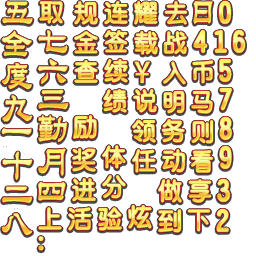 五取规连耀去日0
全七金签载战416
度六查续¥入币5
九三绩说明马7
一勤励领务则8
十月奖体任动看9
二四进分做享3
八上活验炫到下2
: